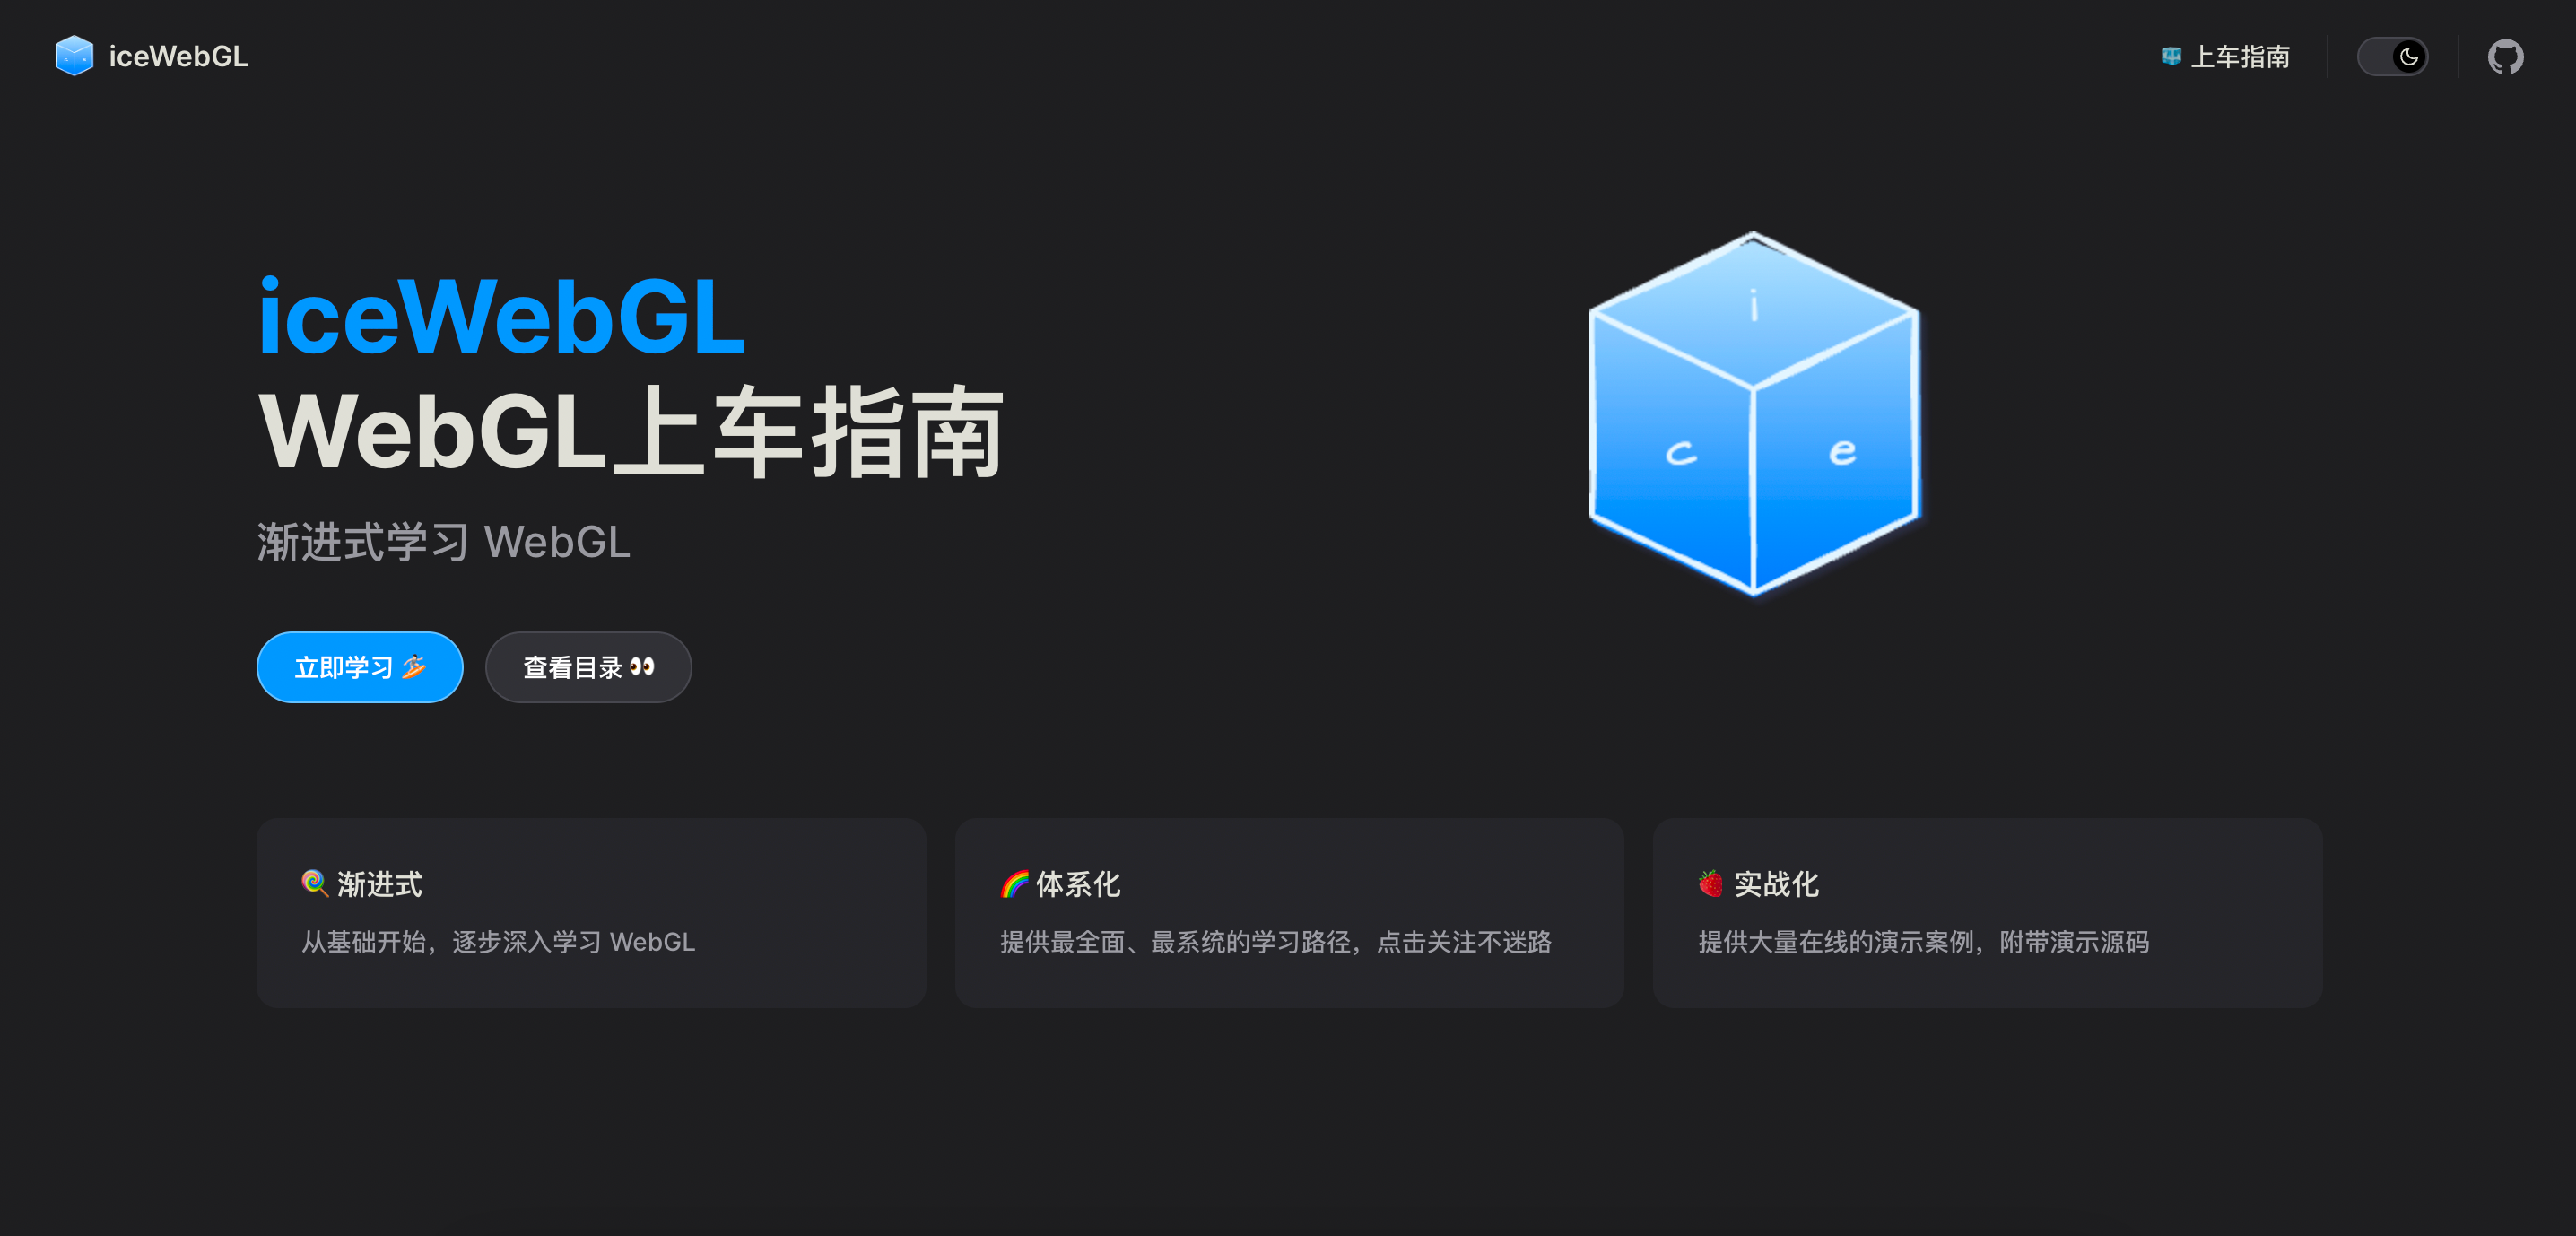 iceWebGL
🧊 上车指南
iceWebGL
WebGL上车指南
渐进式学习 WebGL
立即学习 🏄🏻 查看目录 👀
i
c e
🍭 渐进式
从基础开始，逐步深入学习 WebGL
🌈 体系化
提供最全面、最系统的学习路径，点击关注不迷路
🍓 实战化
提供大量在线的演示案例，附带演示源码